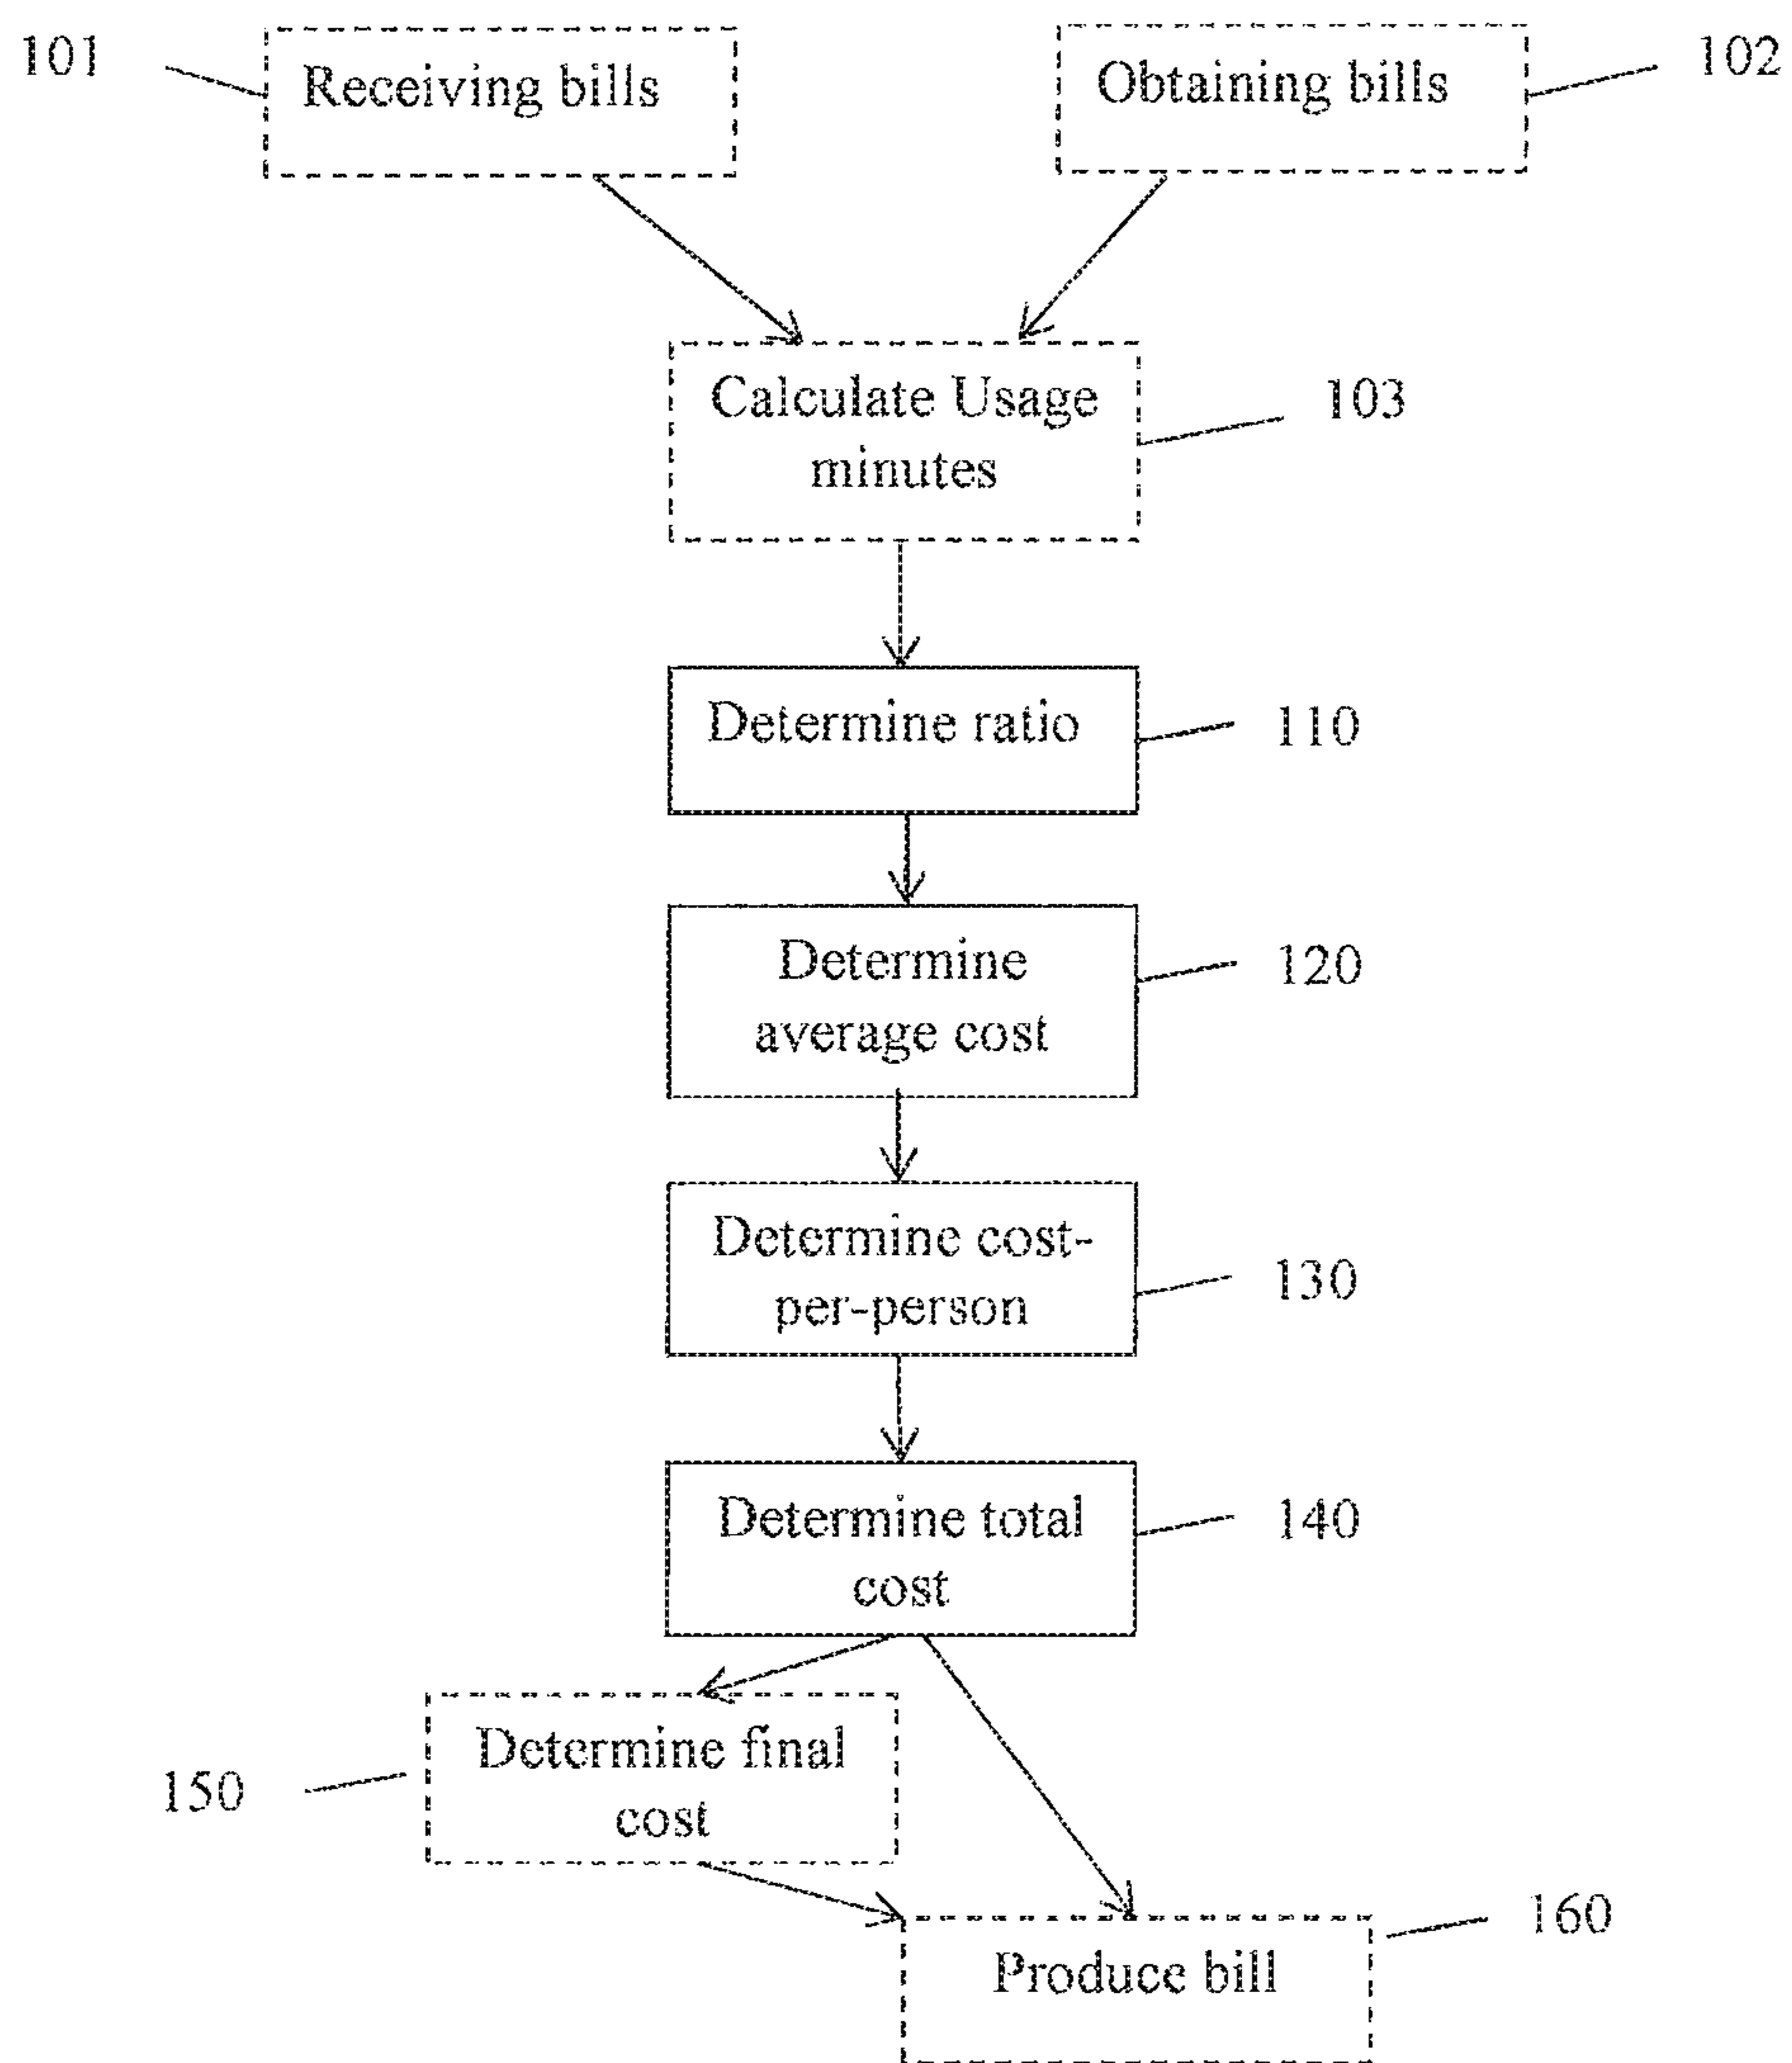 101
Receiving bills
Obtaining bills
102
Calculate Usage
minutes
103
Determine ratio
110
Determine
average cost
120
Determine cost-
per-person
130
Determine total
cost
140
150
Determine final
cost
160
Produce bill